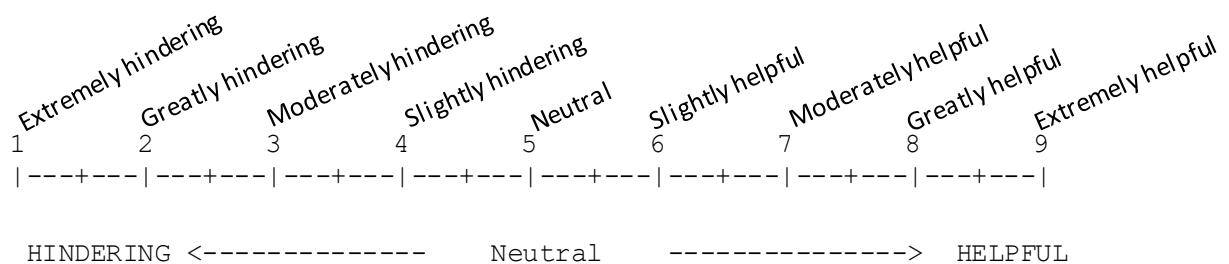 Extremely hindering Greatly hindering Moderately hindering Slightly hindering Neutral Slightly helpful Moderately helpful Greatly helpful Extremely helpful
1 2 3 4 5 6 7 8 9
|---+---|---+---|---+---|---+---|---+---|---+---|---+---|---+---|
HINDERING <-------------- Neutral ---------------> HELPFUL